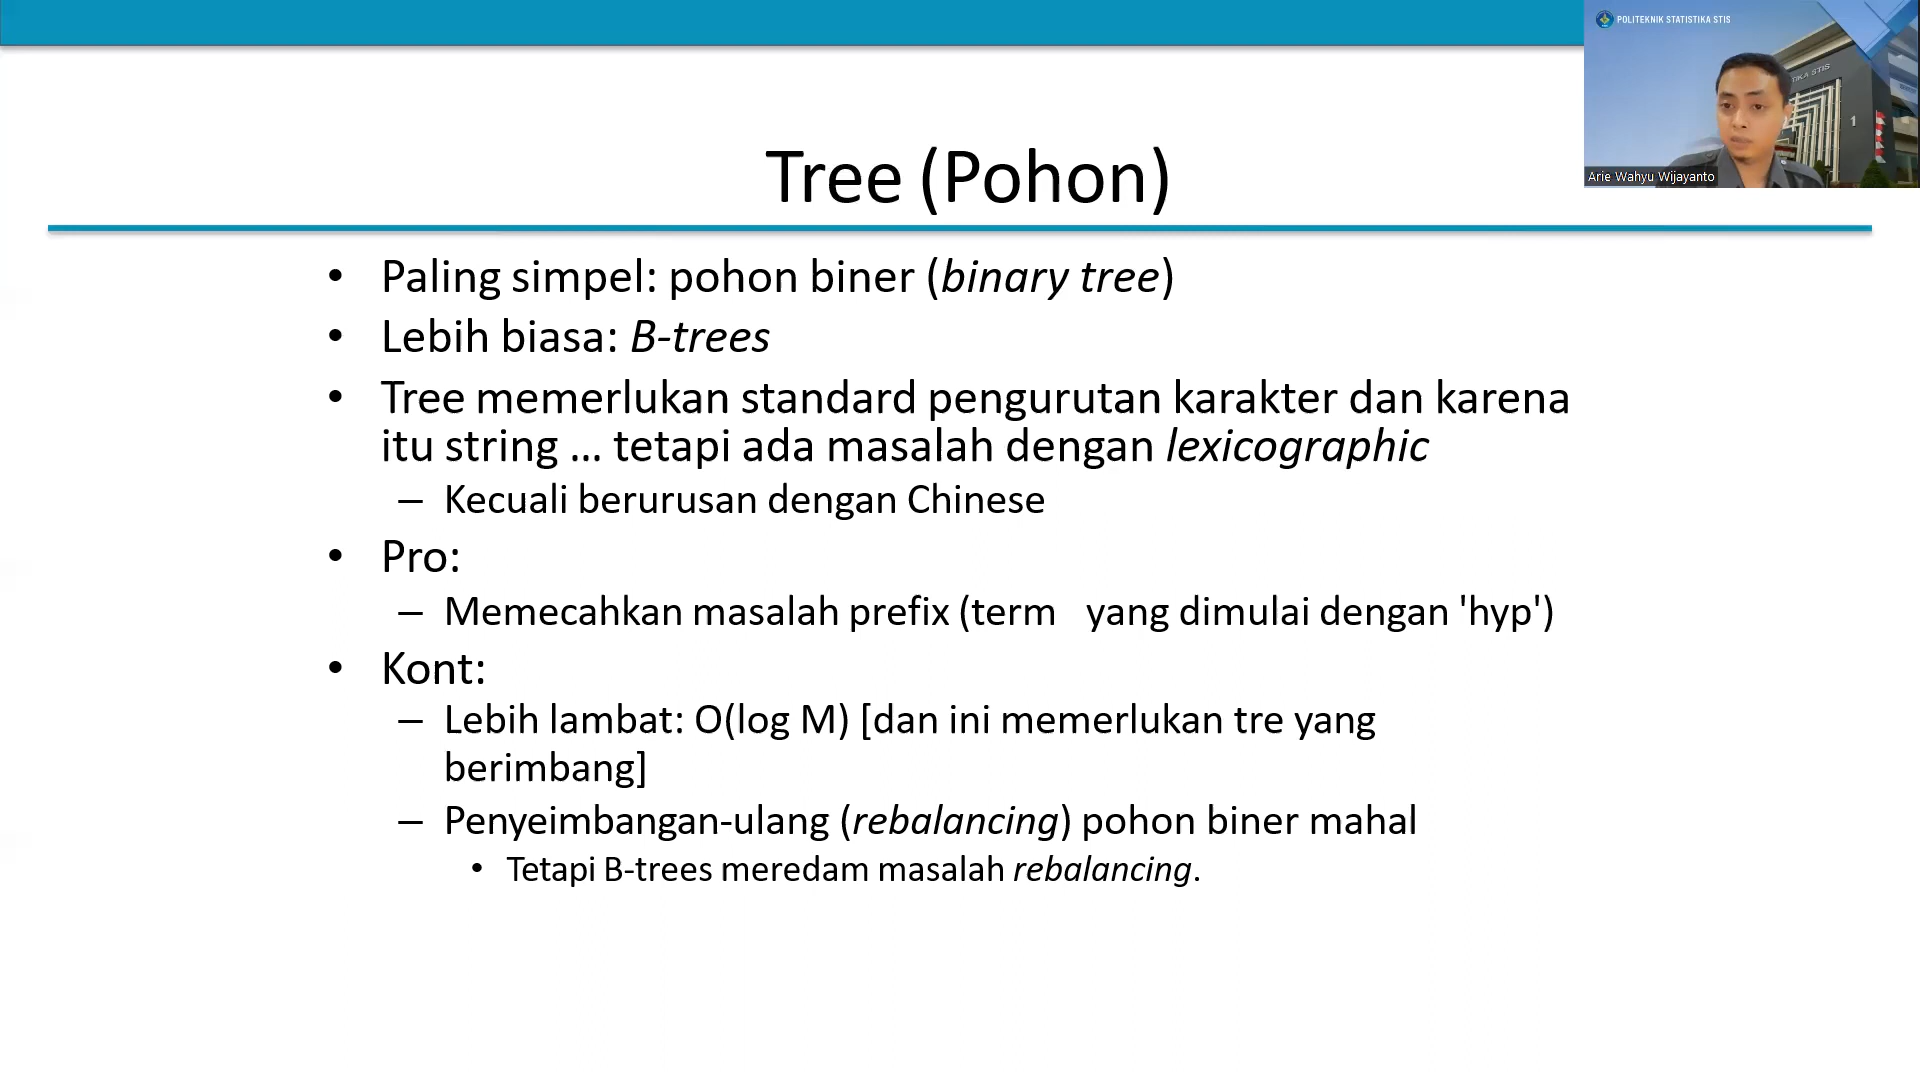 POLITEKNIK STATISTIKA STIS
TIKA STIS
1
Arie Wahyu Wijayanto
Tree (Pohon)
• Paling simpel: pohon biner (binary tree)
• Lebih biasa: B-trees
• Tree memerlukan standard pengurutan karakter dan karena
itu string ... tetapi ada masalah dengan lexicographic
– Kecuali berurusan dengan Chinese
• Pro:
– Memecahkan masalah prefix (term yang dimulai dengan 'hyp')
• Kont:
– Lebih lambat: O(log M) [dan ini memerlukan tre yang
berimbang]
– Penyeimbangan-ulang (rebalancing) pohon biner mahal
• Tetapi B-trees meredam masalah rebalancing.